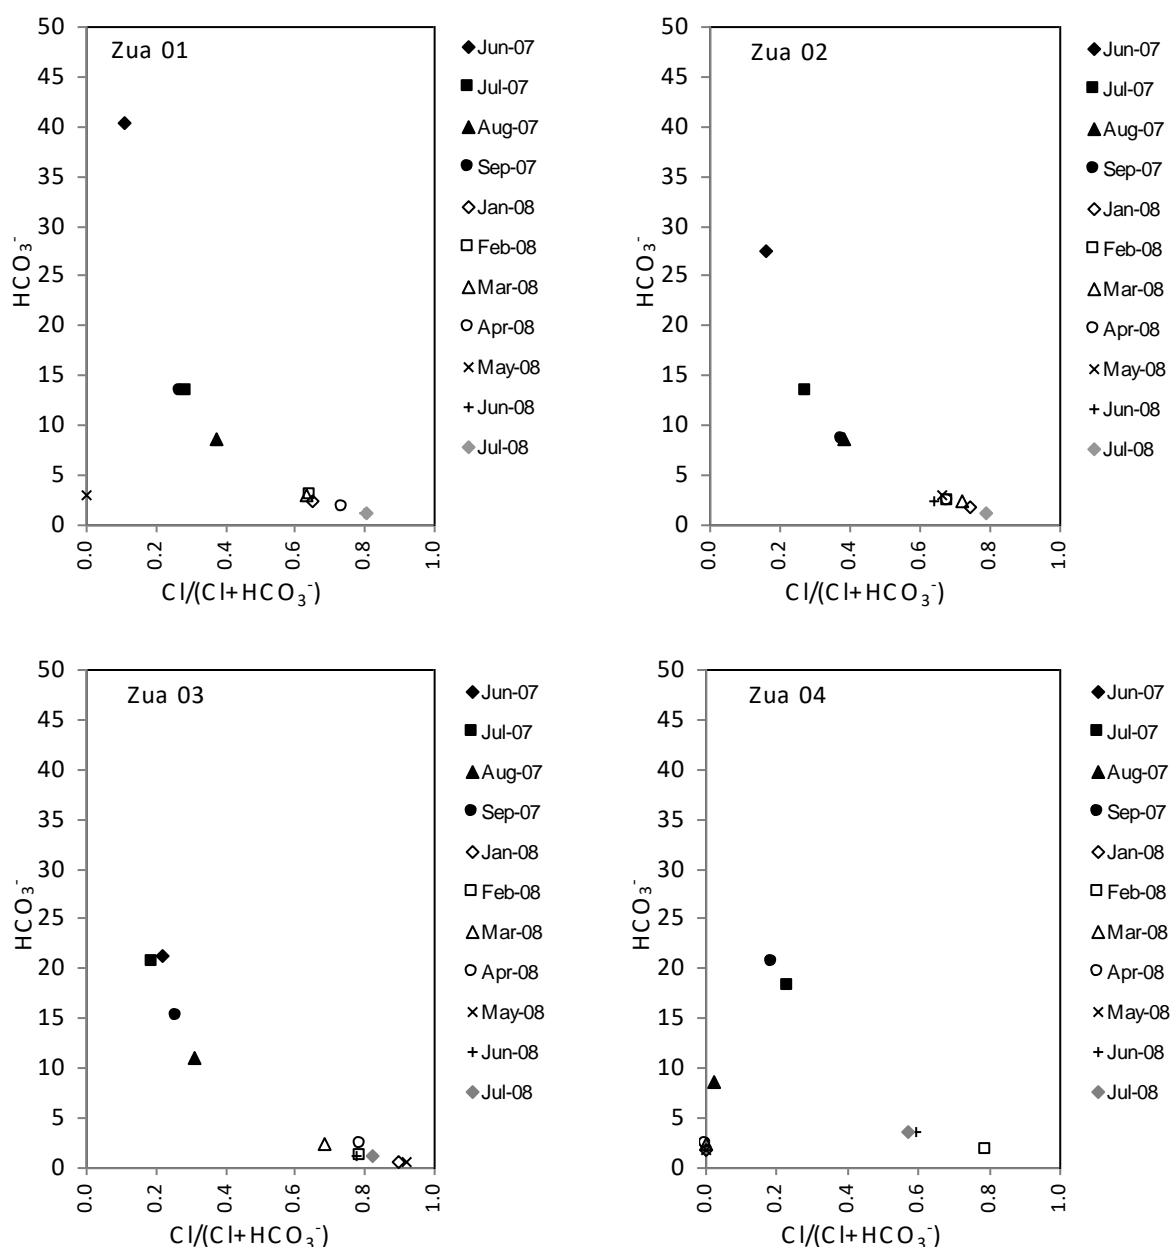 Zua 01
50
45
40
35
30
25
20
15
10
5
0
HCO₃⁻
0.0 0.2 0.4 0.6 0.8 1.0
Cl/(Cl+HCO₃⁻)
Jun-07
Jul-07
Aug-07
Sep-07
Jan-08
Feb-08
Mar-08
Apr-08
May-08
Jun-08
Jul-08
Zua 02
50
45
40
35
30
25
20
15
10
5
0
HCO₃⁻
0.0 0.2 0.4 0.6 0.8 1.0
Cl/(Cl+HCO₃⁻)
Jun-07
Jul-07
Aug-07
Sep-07
Jan-08
Feb-08
Mar-08
Apr-08
May-08
Jun-08
Jul-08
Zua 03
50
45
40
35
30
25
20
15
10
5
0
HCO₃⁻
0.0 0.2 0.4 0.6 0.8 1.0
Cl/(Cl+HCO₃⁻)
Jun-07
Jul-07
Aug-07
Sep-07
Jan-08
Feb-08
Mar-08
Apr-08
May-08
Jun-08
Jul-08
Zua 04
50
45
40
35
30
25
20
15
10
5
0
HCO₃⁻
0.0 0.2 0.4 0.6 0.8 1.0
Cl/(Cl+HCO₃⁻)
Jun-07
Jul-07
Aug-07
Sep-07
Jan-08
Feb-08
Mar-08
Apr-08
May-08
Jun-08
Jul-08